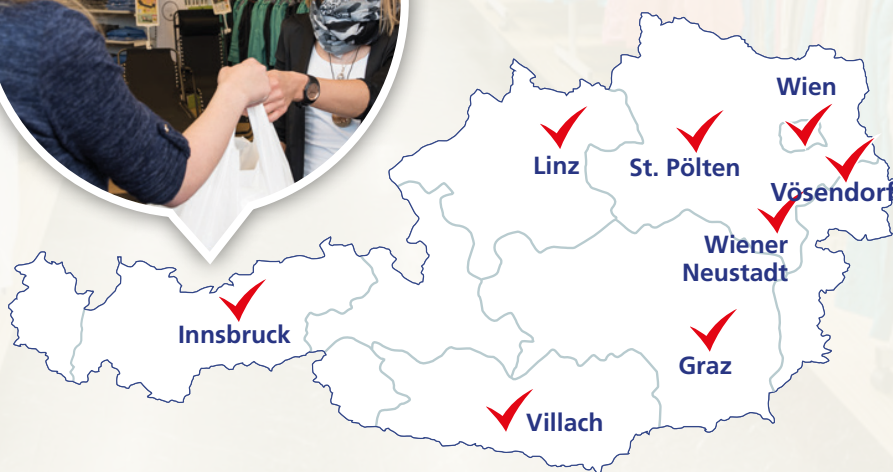 Wien
Linz
St. Pölten
Vösendorf
Wiener
Neustadt
Innsbruck
Graz
Villach